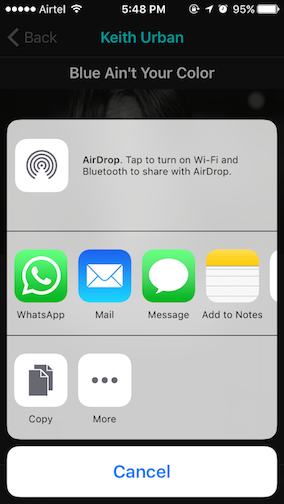 Airtel 5:48 PM 95%
Back Keith Urban
Blue Ain't Your Color
AirDrop. Tap to turn on Wi-Fi and
Bluetooth to share with AirDrop.
WhatsApp Mail Message Add to Notes
Copy More
Cancel